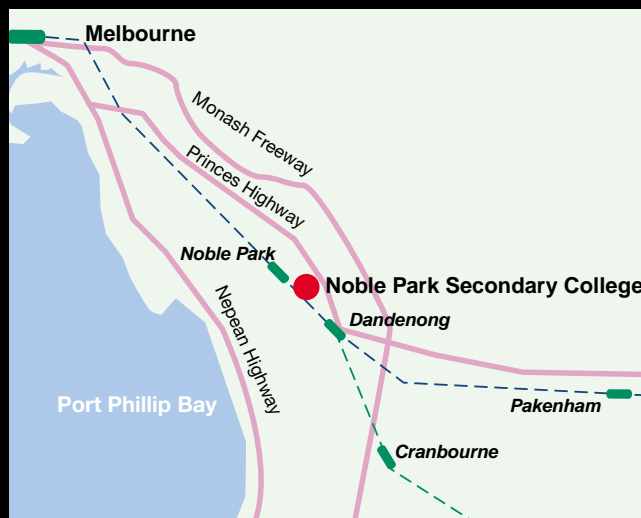 Melbourne
Monash Freeway
Princes Highway
Noble Park
Noble Park Secondary College
Nepean Highway
Dandenong
Port Phillip Bay
Pakenham
Cranbourne